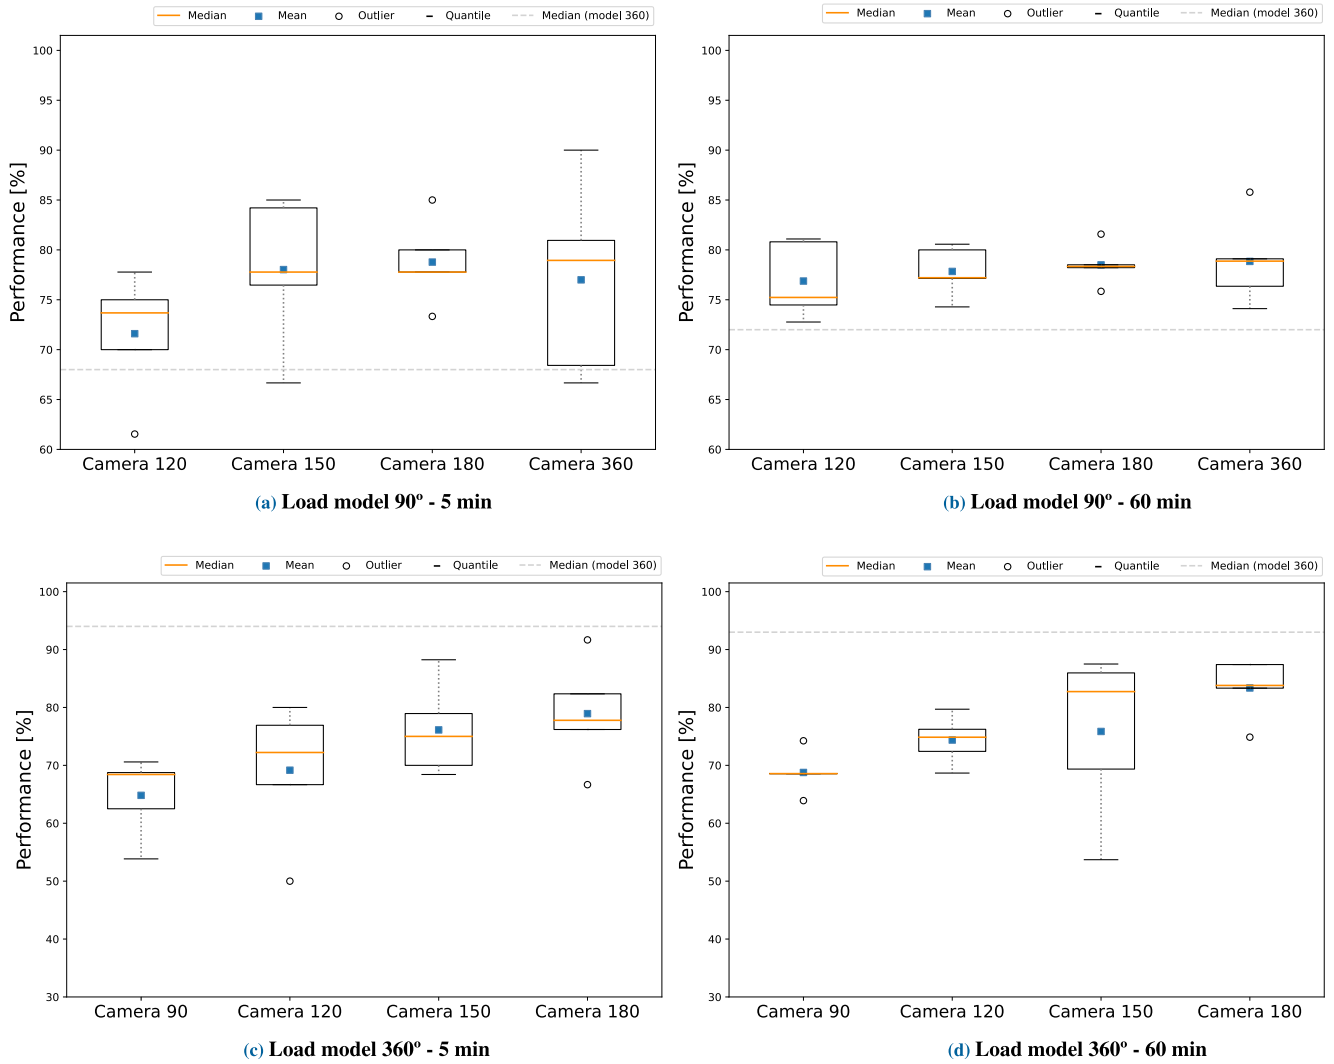 Median Mean Outlier Quantile Median (model 360)
Performance [%]
100
95
90
85
80
75
70
65
60
Camera 120 Camera 150 Camera 180 Camera 360
(a) Load model 90º - 5 min
Median Mean Outlier Quantile Median (model 360)
Performance [%]
100
95
90
85
80
75
70
65
60
Camera 120 Camera 150 Camera 180 Camera 360
(b) Load model 90º - 60 min
Median Mean Outlier Quantile Median (model 360)
Performance [%]
100
90
80
70
60
50
40
30
Camera 90 Camera 120 Camera 150 Camera 180
(c) Load model 360º - 5 min
Median Mean Outlier Quantile Median (model 360)
Performance [%]
100
90
80
70
60
50
40
30
Camera 90 Camera 120 Camera 150 Camera 180
(d) Load model 360º - 60 min